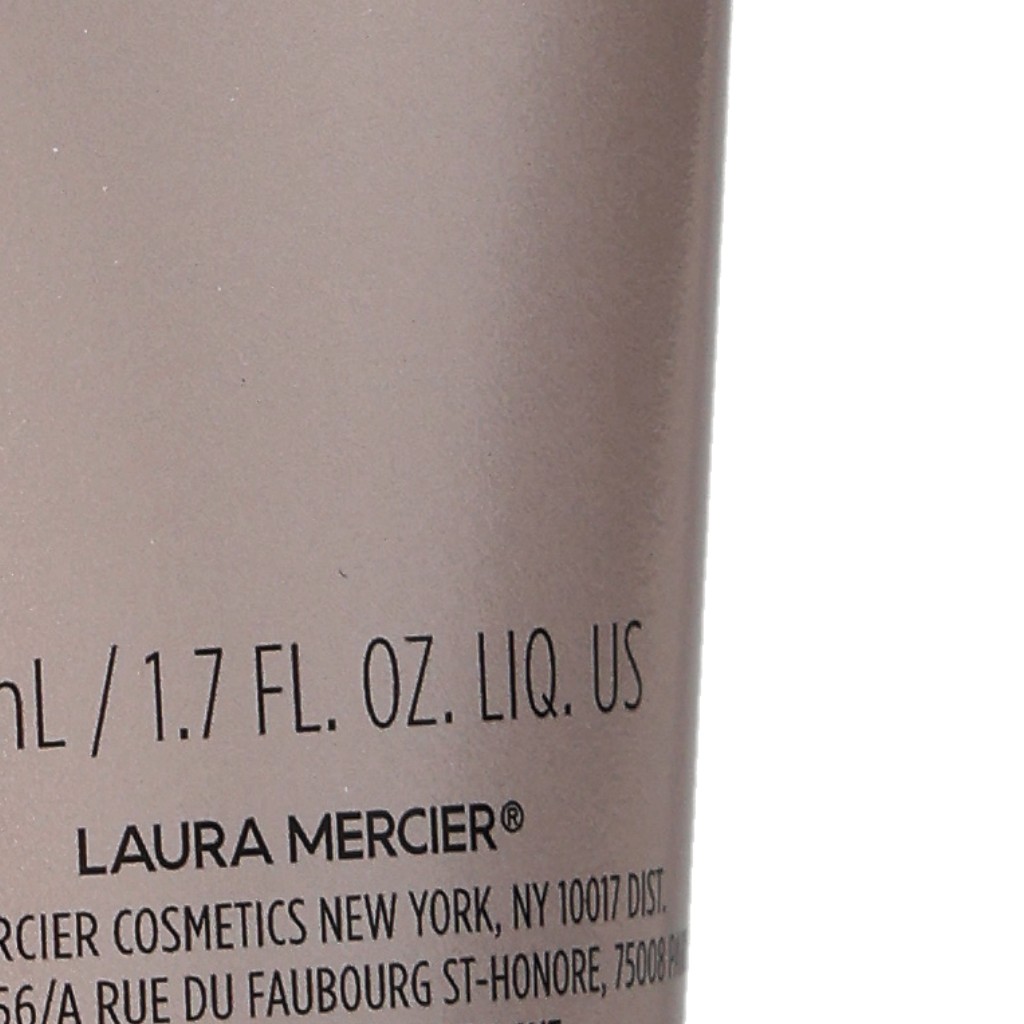 mL / 1.7 FL. OZ. LIQ. US
LAURA MERCIER®
RCIER COSMETICS NEW YORK, NY 10017 DIST.
56/A RUE DU FAUBOURG ST-HONORE, 75008